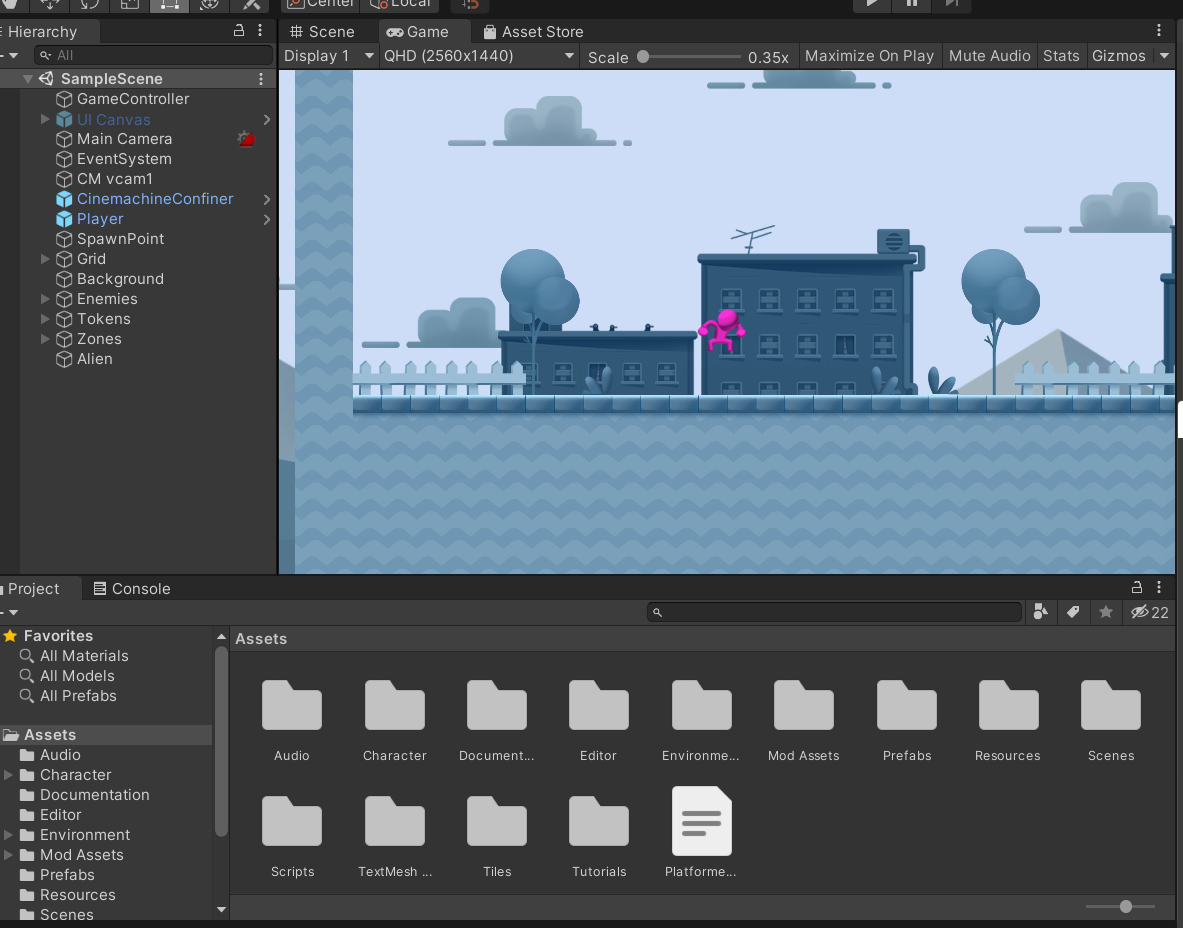 Center
Local
Hierarchy
Scene
Game
Asset Store
All
Display 1
QHD (2560x1440)
Scale
0.35x
Maximize On Play
Mute Audio
Stats
Gizmos
SampleScene
GameController
UI Canvas
Main Camera
EventSystem
CM vcam1
CinemachineConfiner
Player
SpawnPoint
Grid
Background
Enemies
Tokens
Zones
Alien
Project
Console
22
Favorites
All Materials
All Models
All Prefabs
Assets
Audio
Character
Documentation
Editor
Environment
Mod Assets
Prefabs
Resources
Scenes
Assets
Audio
Character
Document...
Editor
Environme...
Mod Assets
Prefabs
Resources
Scenes
Scripts
TextMesh ...
Tiles
Tutorials
Platforme...